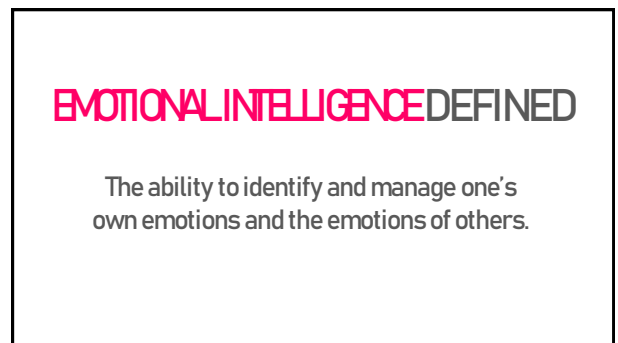 EMOTIONAL INTELLIGENCE DEFINED
The ability to identify and manage one's
own emotions and the emotions of others.